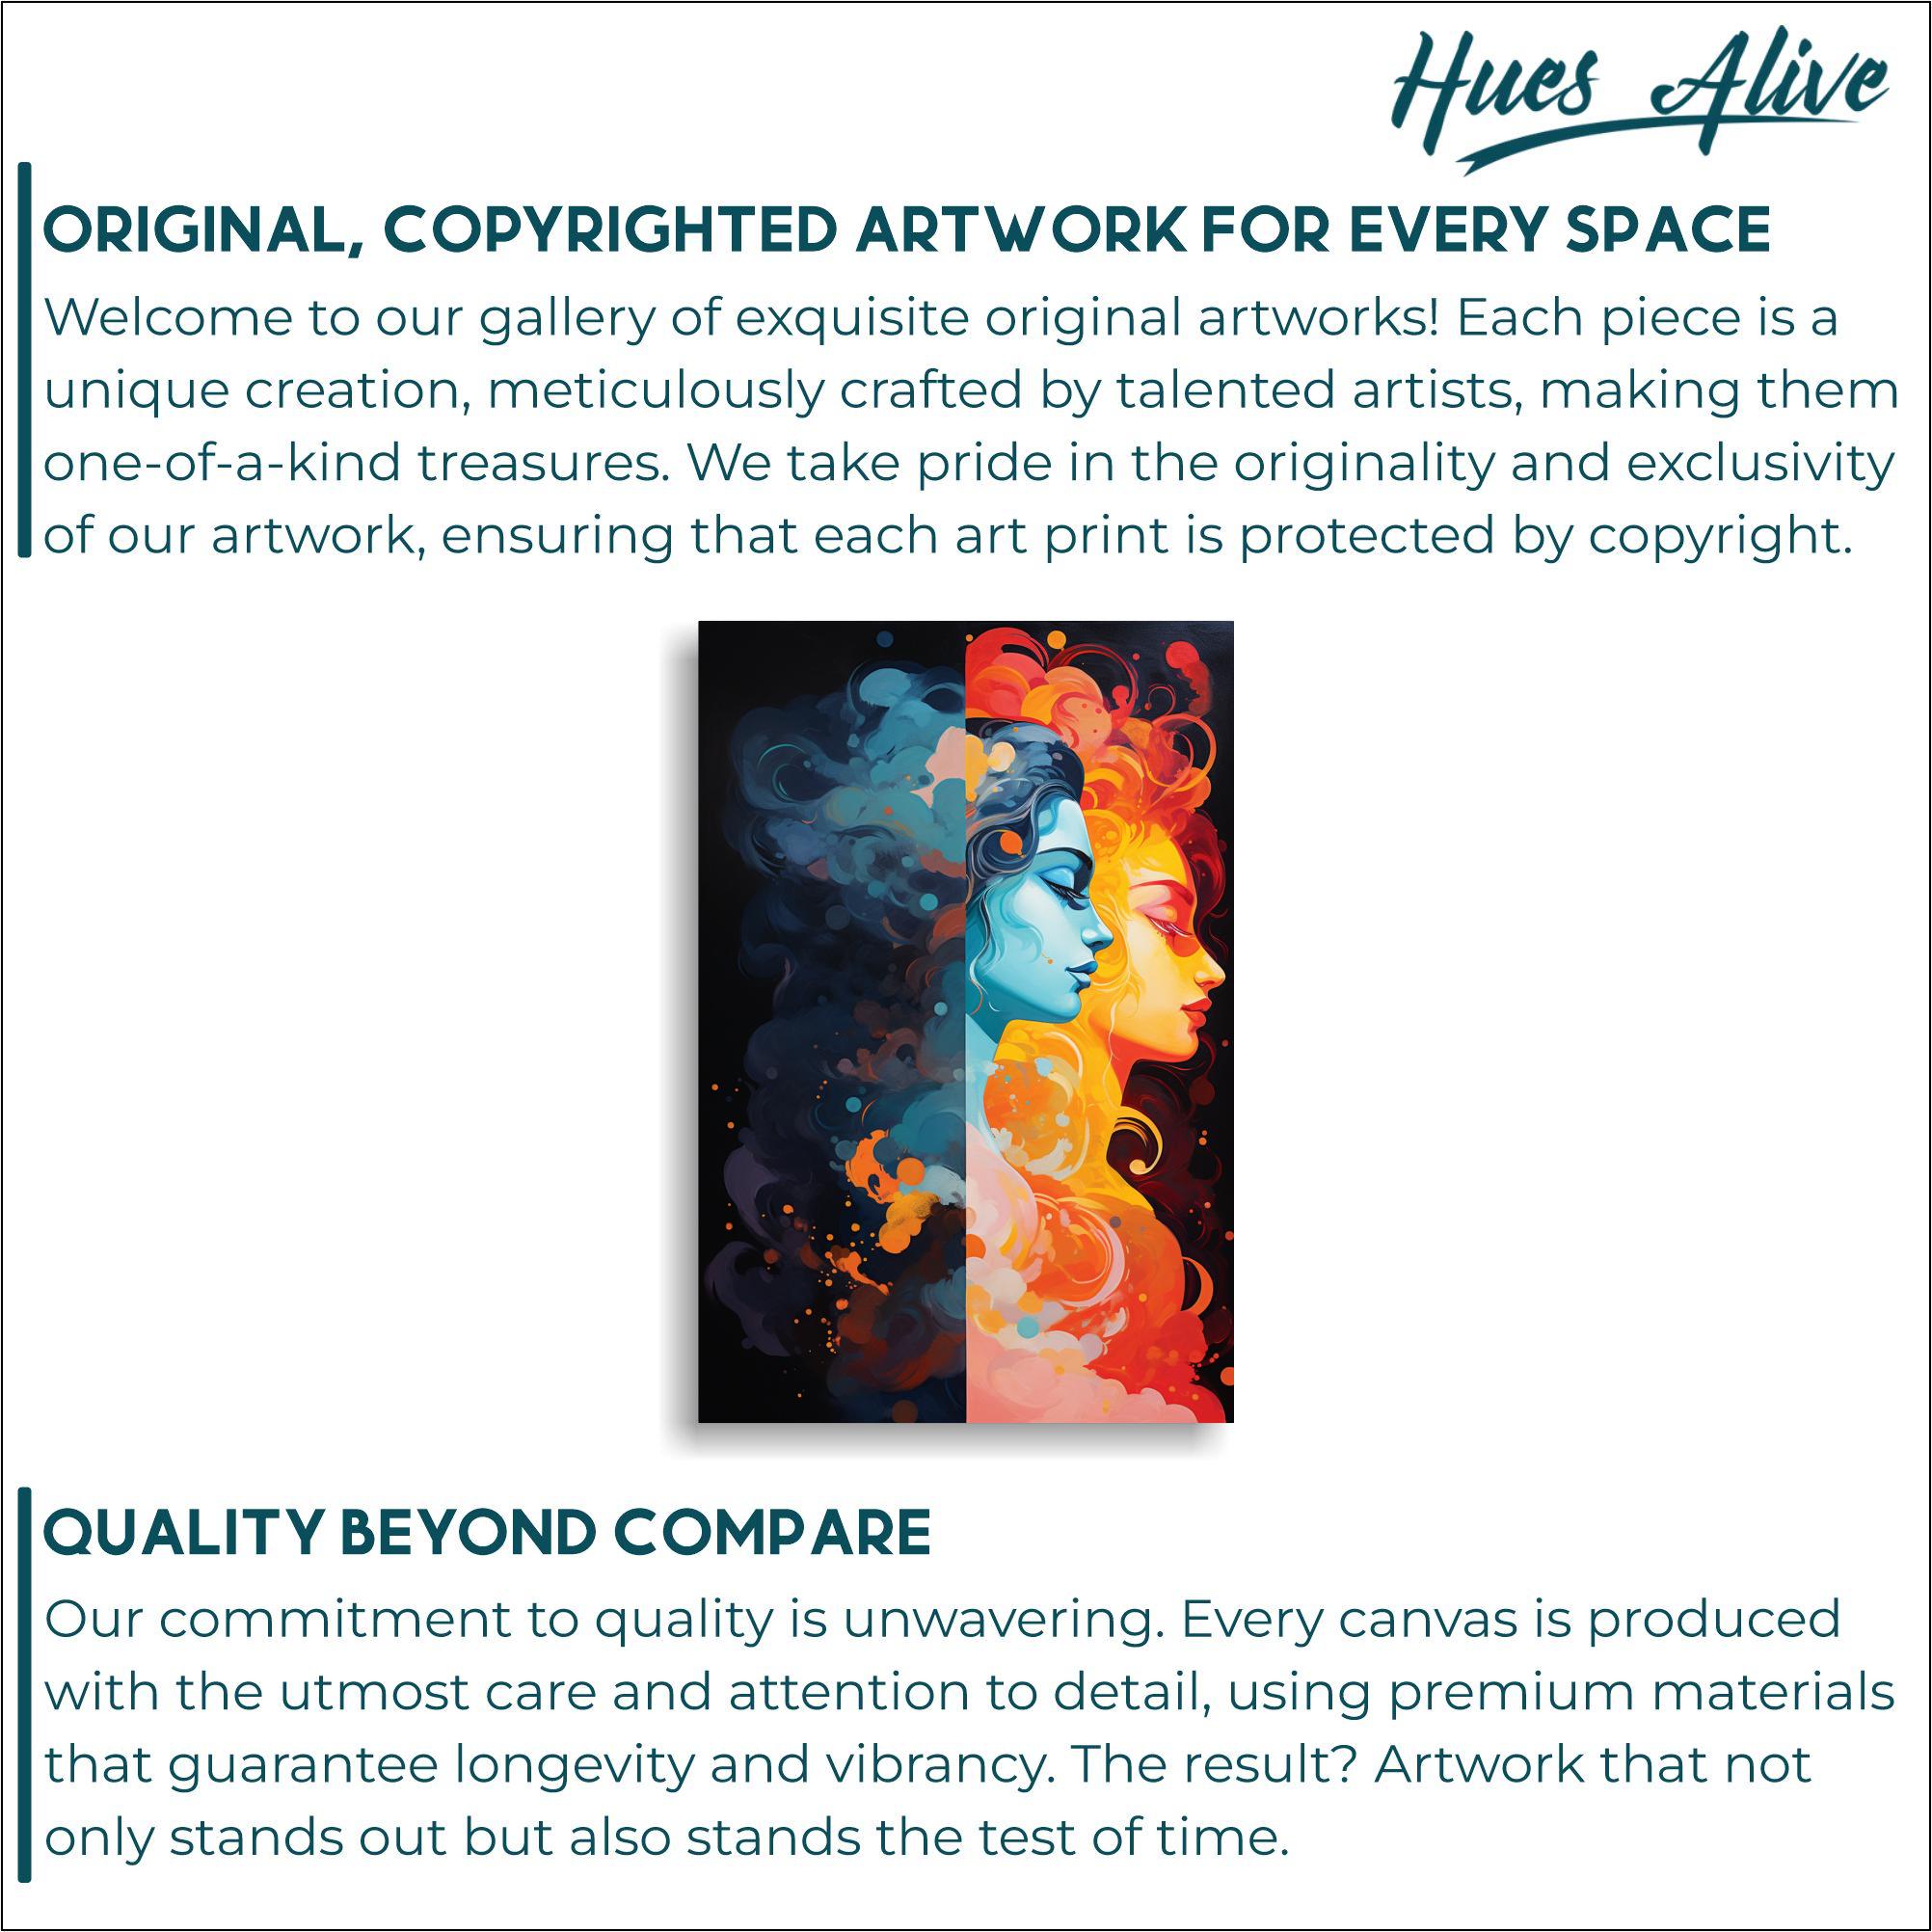 Hues Alive
ORIGINAL, COPYRIGHTED ARTWORK FOR EVERY SPACE
Welcome to our gallery of exquisite original artworks! Each piece is a
unique creation, meticulously crafted by talented artists, making them
one-of-a-kind treasures. We take pride in the originality and exclusivity
of our artwork, ensuring that each art print is protected by copyright.
QUALITY BEYOND COMPARE
Our commitment to quality is unwavering. Every canvas is produced
with the utmost care and attention to detail, using premium materials
that guarantee longevity and vibrancy. The result? Artwork that not
only stands out but also stands the test of time.